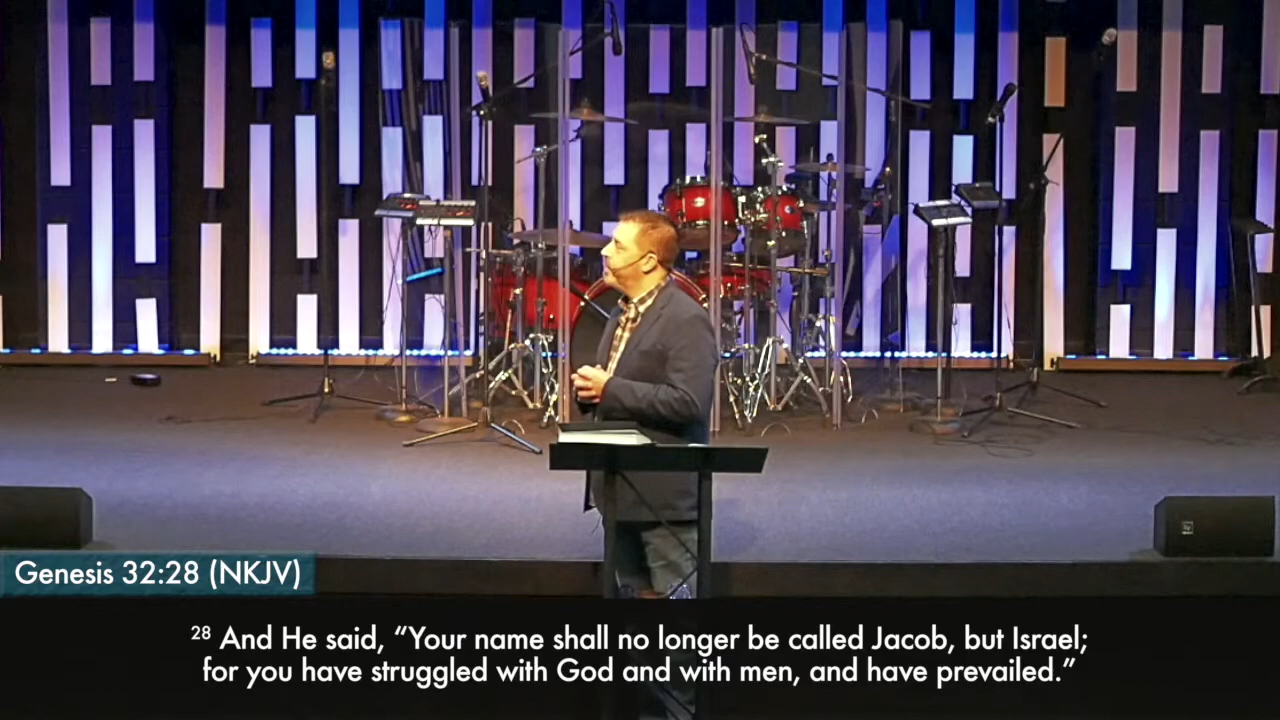 Genesis 32:28 (NKJV)
28 And He said, “Your name shall no longer be called Jacob, but Israel;
for you have struggled with God and with men, and have prevailed.”